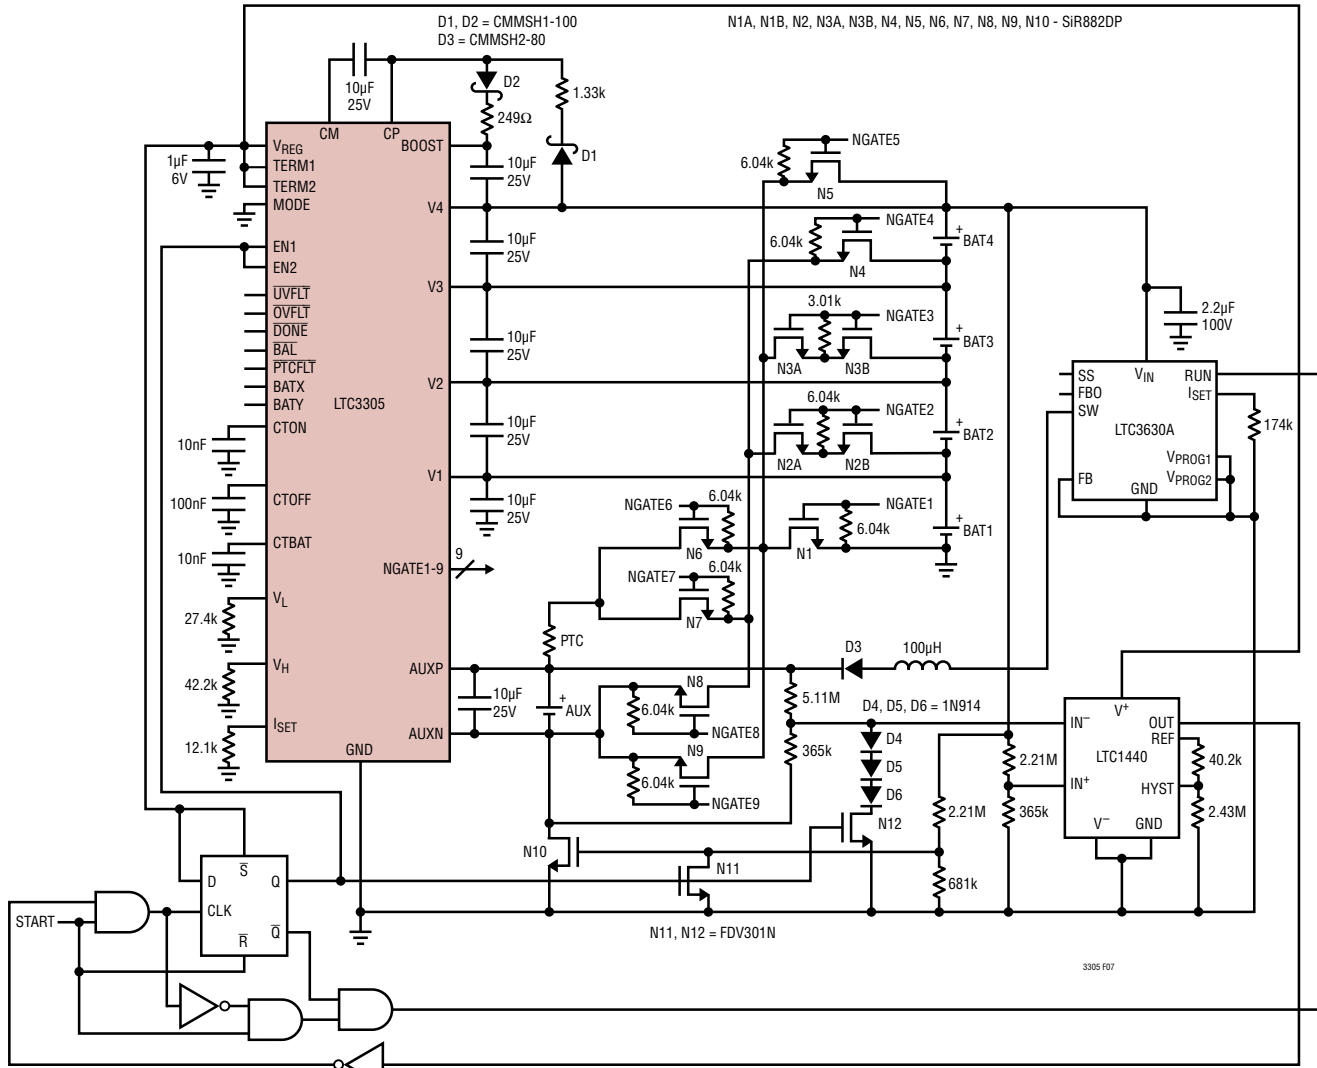 D1, D2 = CMMSH1-100
D3 = CMMSH2-80
N1A, N1B, N2, N3A, N3B, N4, N5, N6, N7, N8, N9, N10 - SiR882DP
10µF
25V
D2
249Ω
1.33k
D1
CM
CP
1µF
6V
VREG
TERM1
TERM2
MODE
EN1
EN2
UVFLT
OVFLT
DONE
BAL
PTCFLT
BATX
BATY
CTON
CTOFF
CTBAT
VL
VH
ISET
GND
LTC3305
BOOST
V4
V3
V2
V1
NGATE1-9
9
AUXP
AUXN
10nF
100nF
10nF
27.4k
42.2k
12.1k
10µF
25V
10µF
25V
10µF
25V
10µF
25V
10µF
25V
10µF
25V
NGATE5
6.04k
N5
NGATE4
6.04k
N4
+
BAT4
3.01k
NGATE3
N3A
N3B
+
BAT3
6.04k
NGATE2
N2A
N2B
+
BAT2
NGATE6
6.04k
N6
NGATE1
6.04k
N1
+
BAT1
NGATE7
6.04k
N7
PTC
+
AUX
N8
6.04k
NGATE8
N9
6.04k
NGATE9
D3
100µH
5.11M
365k
D4, D5, D6 = 1N914
D4
D5
D6
N12
2.2µF
100V
SS
FBO
SW
FB
VIN
RUN
ISET
LTC3630A
VPROG1
VPROG2
GND
174k
IN−
V+
OUT
REF
LTC1440
IN+
HYST
V−
GND
40.2k
2.43M
2.21M
365k
2.21M
681k
N10
N11
N11, N12 = FDV301N
START
S
D
Q
CLK
R
Q
3305 F07